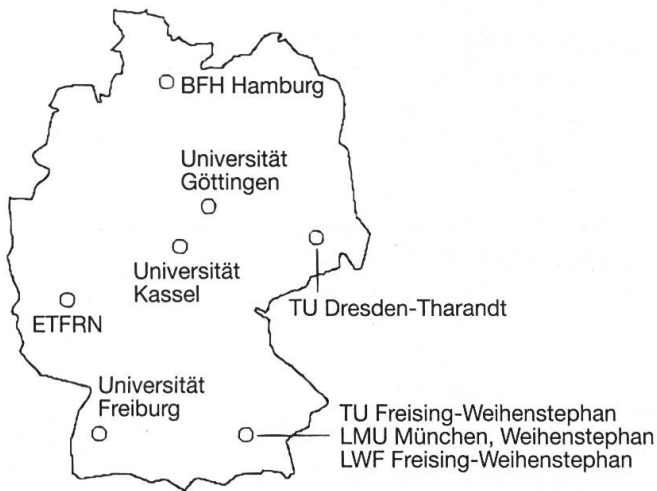 BFH Hamburg
Universität
Göttingen
Universität
Kassel
TU Dresden-Tharandt
ETFRN
Universität
Freiburg
TU Freising-Weihenstephan
LMU München, Weihenstephan
LWF Freising-Weihenstephan